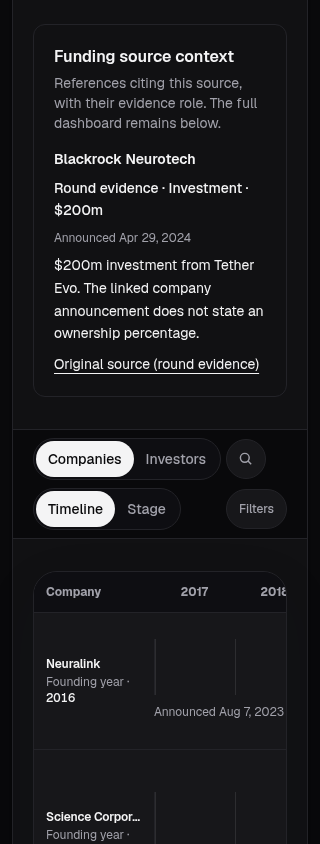 Funding source context
References citing this source,
with their evidence role. The full
dashboard remains below.
Blackrock Neurotech
Round evidence · Investment ·
$200m
Announced Apr 29, 2024
$200m investment from Tether
Evo. The linked company
announcement does not state an
ownership percentage.
Original source (round evidence)
Companies Investors
Timeline Stage Filters
Company 2017 2018
Neuralink
Founding year ·
2016
Announced Aug 7, 2023
Science Corpor...
Founding year ·